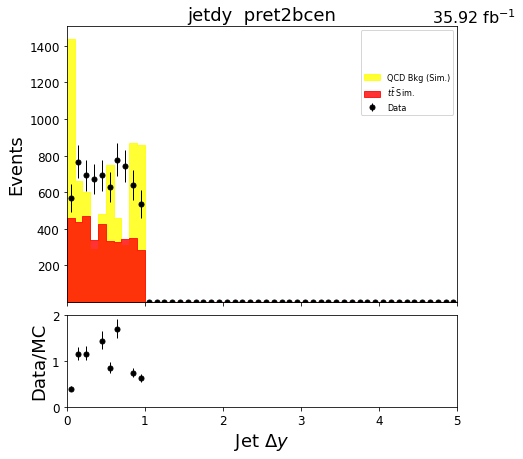 jetdy pret2bcen
35.92 fb⁻¹
1400
1200
1000
800
600
400
200
Events
QCD Bkg (Sim.)
tt̄ Sim.
Data
2
1
0
Data/MC
0 1 2 3 4 5
Jet Δy